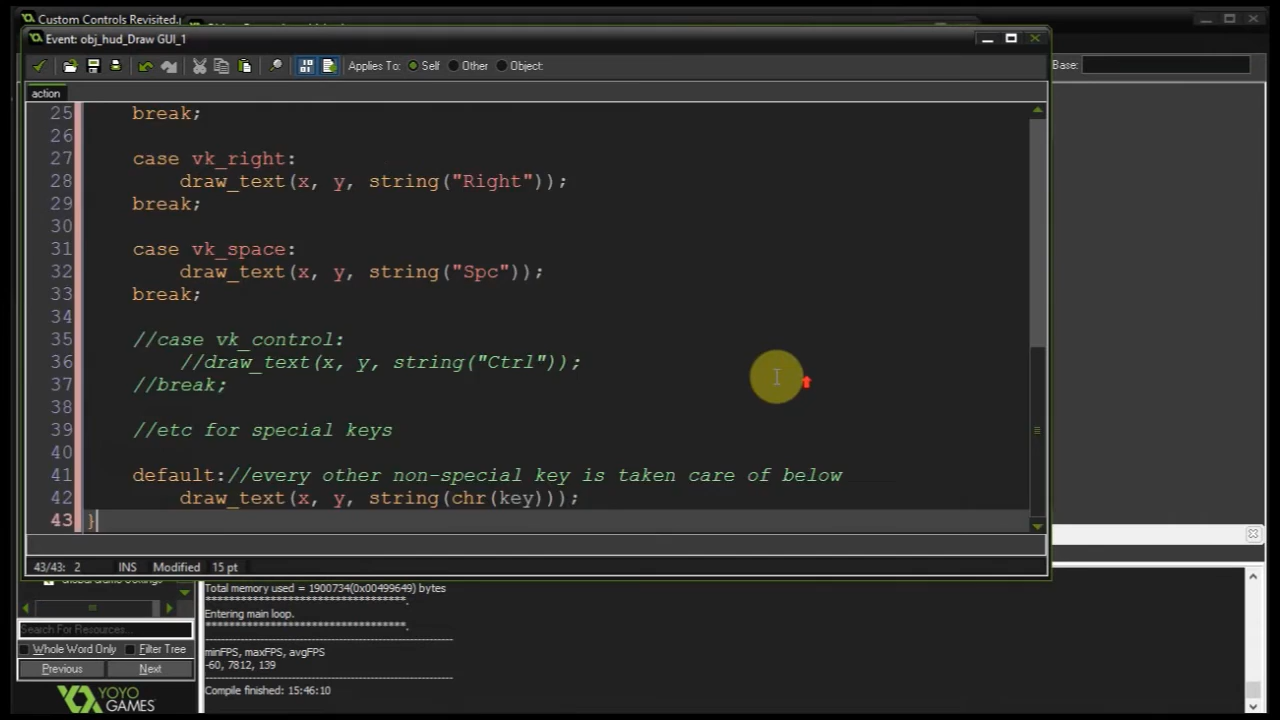 Custom Controls Revisited.
Event: obj_hud_Draw GUI_1
Applies To: Self Other Object:
Base:
action
25 break;
26
27 case vk_right:
28 draw_text(x, y, string("Right"));
29 break;
30
31 case vk_space:
32 draw_text(x, y, string("Spc"));
33 break;
34
35 //case vk_control:
36 //draw_text(x, y, string("Ctrl"));
37 //break;
38
39 //etc for special keys
40
41 default://every other non-special key is taken care of below
42 draw_text(x, y, string(chr(key)));
43 }
43/43: 2 INS Modified 15 pt
Total memory used = 1900734(0x00499649) bytes
**********************************.
Entering main loop.
**********************************.
minFPS, maxFPS, avgFPS
-60, 7812, 139
Compile finished: 15:46:10
Search For Resources...
Whole Word Only Filter Tree
Previous Next
YOYO
GAMES